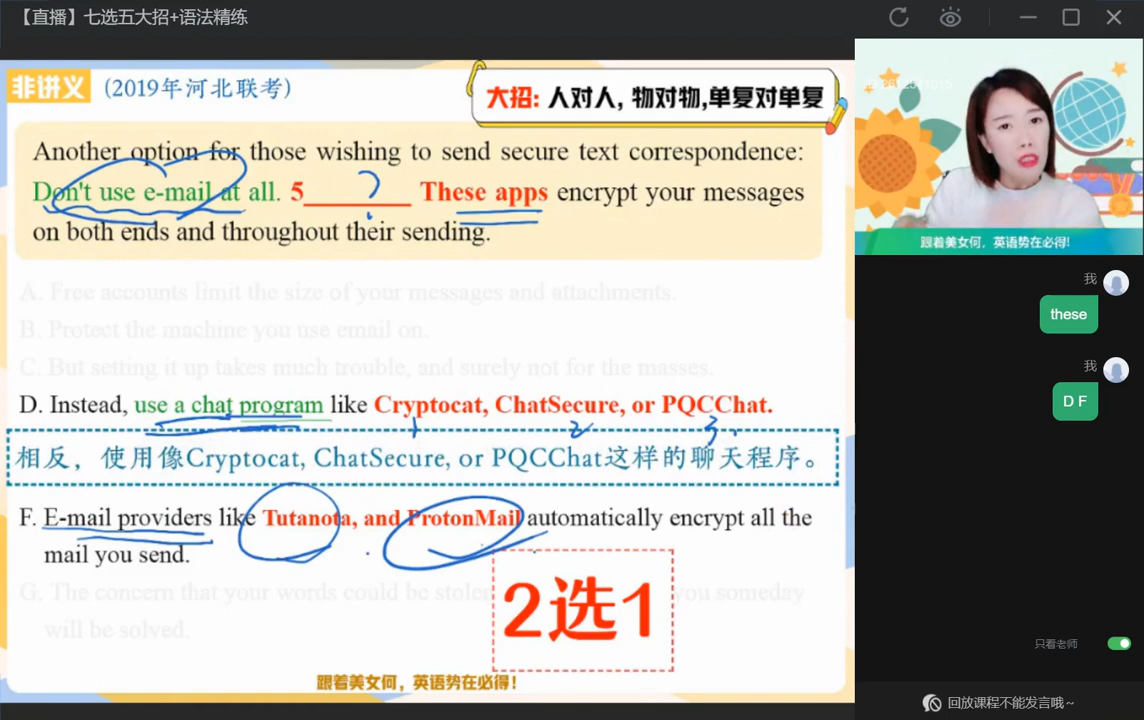 【直播】七选五大招+语法精练
非讲义 (2019年河北联考)
大招: 人对人, 物对物,单复对单复
Another option for those wishing to send secure text correspondence:
Don't use e-mail at all. 5________ These apps encrypt your messages
on both ends and throughout their sending.
A. Free accounts limit the size of your messages and attachments.
B. Protect the machine you use email on.
C. But setting it up takes much trouble, and surely not for the masses.
D. Instead, use a chat program like Cryptocat, ChatSecure, or PQCChat.
1 2 3
相反，使用像Cryptocat, ChatSecure, or PQCChat这样的聊天程序。
F. E-mail providers like Tutanota, and ProtonMail automatically encrypt all the
mail you send.
G. The concern that your words could be stolen you someday
will be solved.
2选1
跟着美女何，英语势在必得!
跟着美女何，英语势在必得!
我
these
我
D F
只看老师
回放课程不能发言哦~